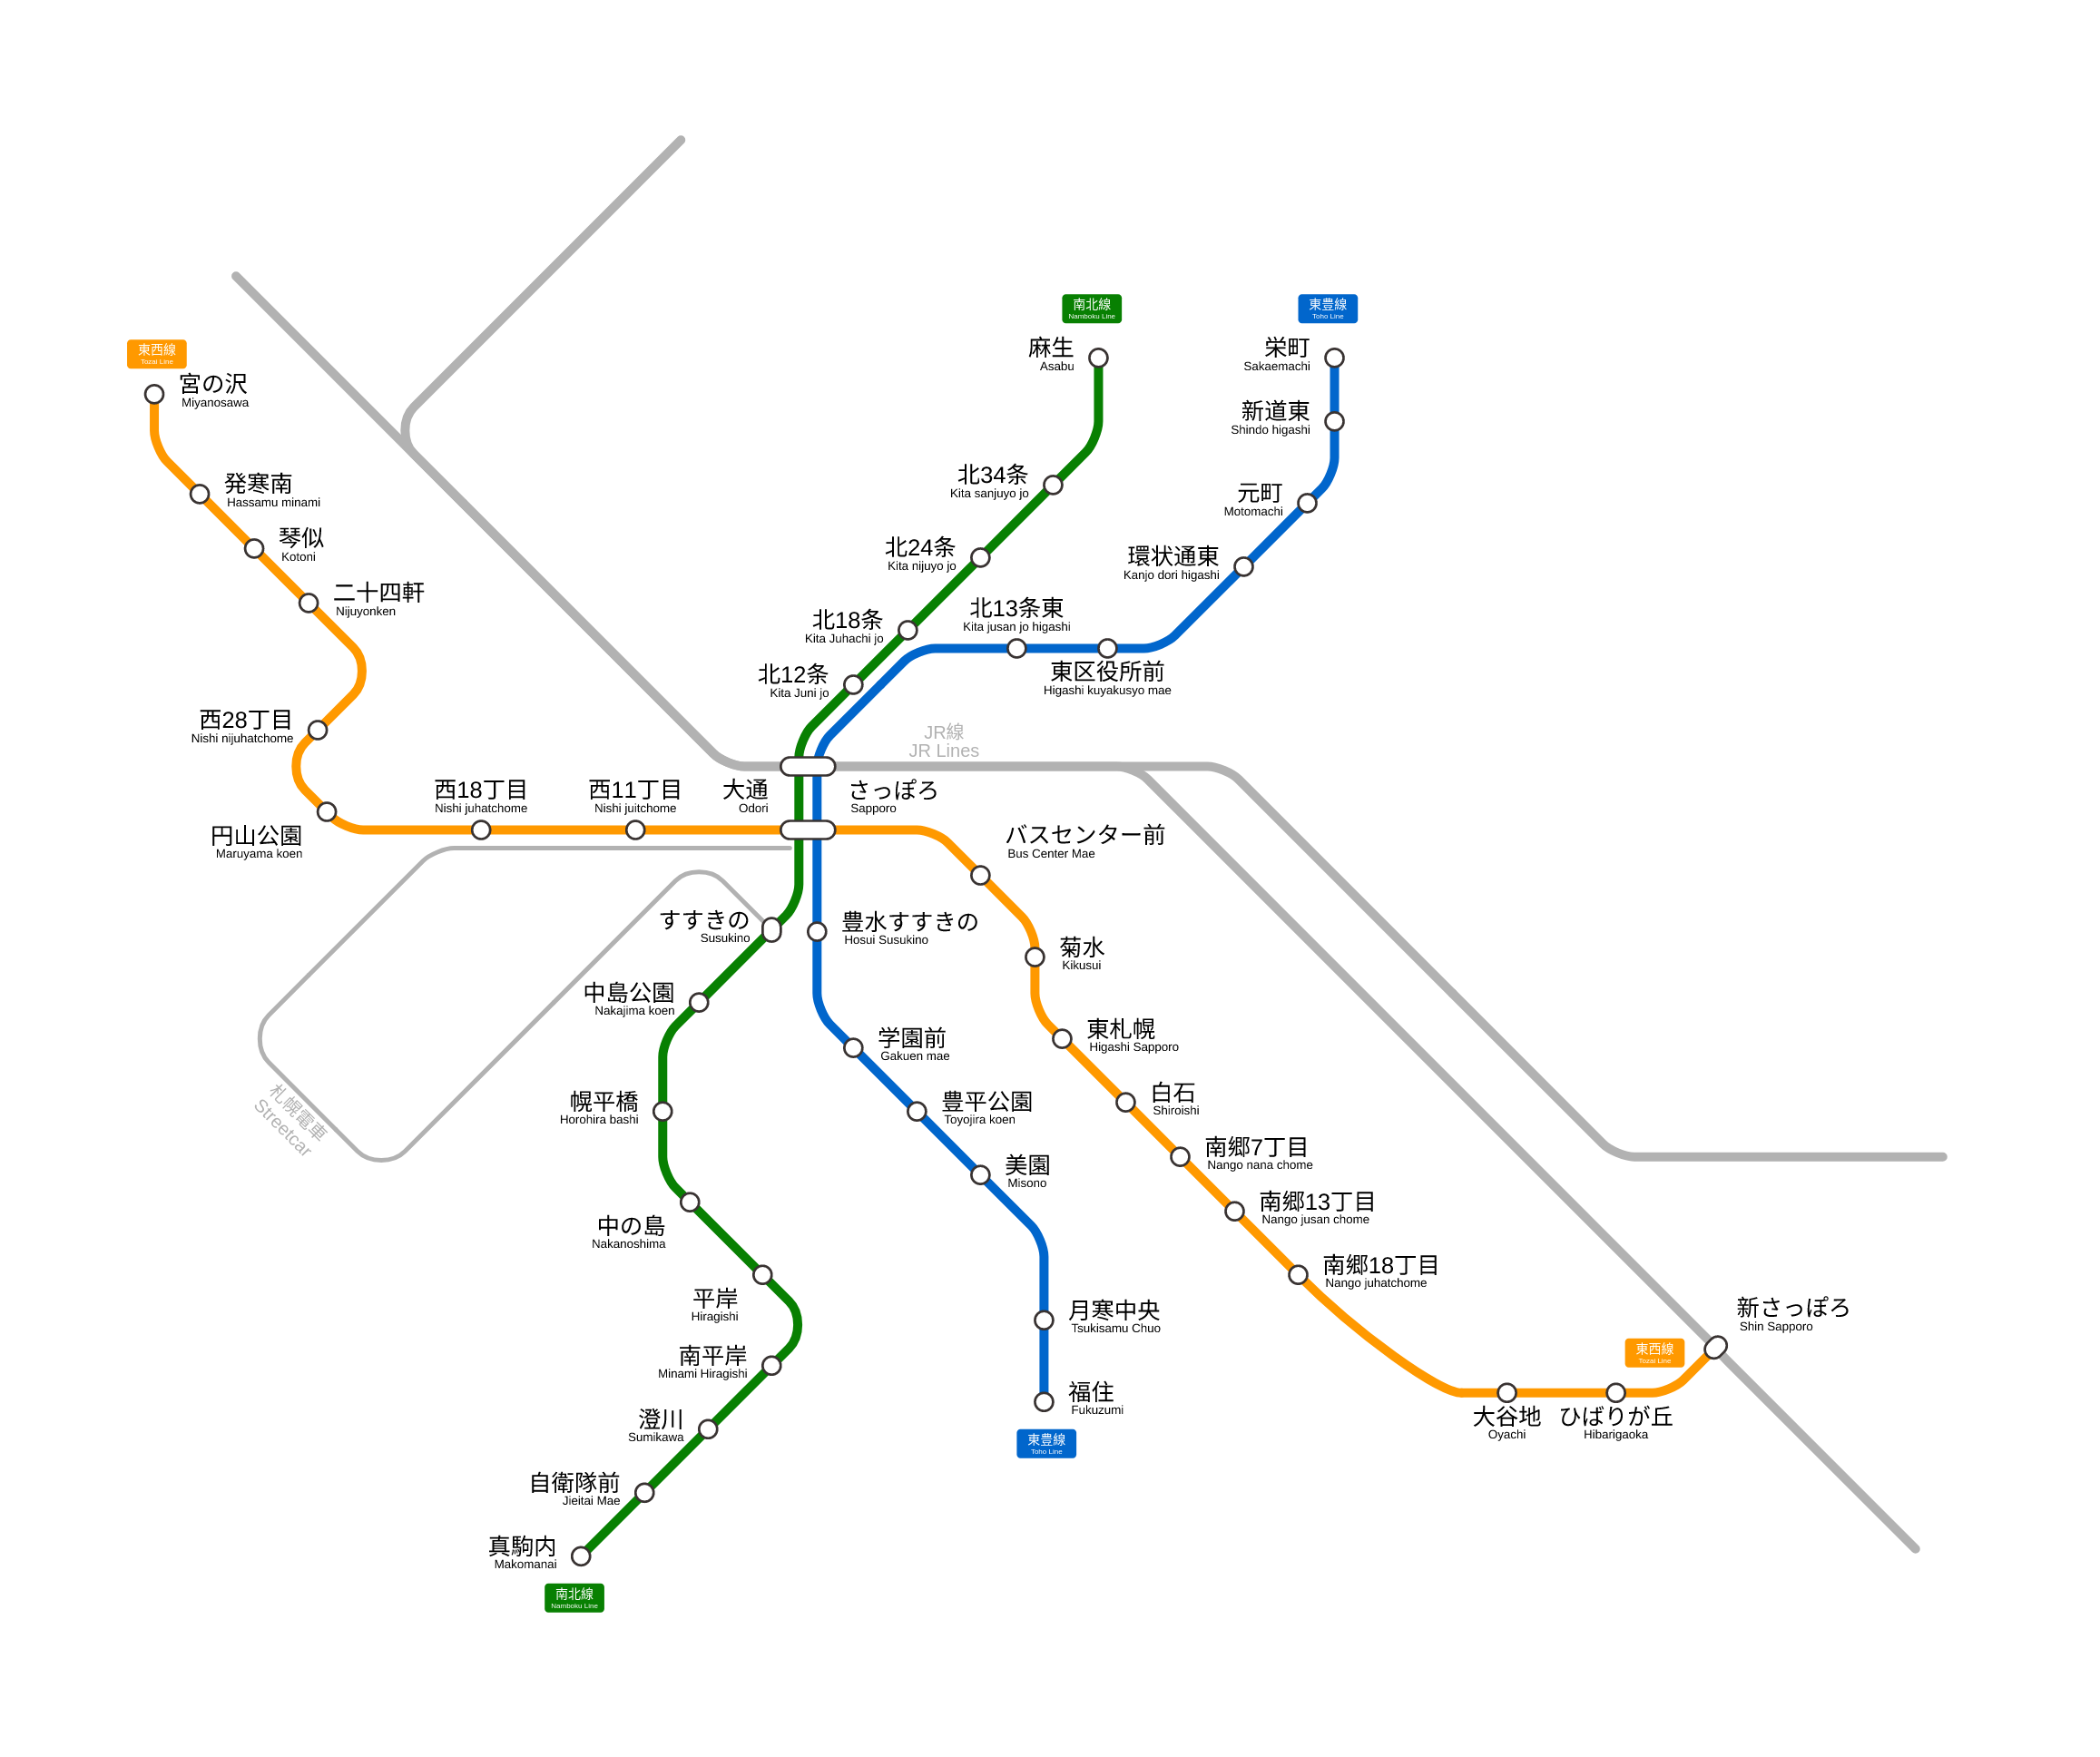 南北線
Namboku Line
東豊線
Toho Line
東西線
Tozai Line
宮の沢
Miyanosawa
発寒南
Hassamu minami
琴似
Kotoni
二十四軒
Nijuyonken
西28丁目
Nishi nijuhatchome
円山公園
Maruyama koen
西18丁目
Nishi juhatchome
西11丁目
Nishi juitchome
大通
Odori
さっぽろ
Sapporo
麻生
Asabu
北34条
Kita sanjuyo jo
北24条
Kita nijuyo jo
北18条
Kita Juhachi jo
北12条
Kita Juni jo
栄町
Sakaemachi
新道東
Shindo higashi
元町
Motomachi
環状通東
Kanjo dori higashi
北13条東
Kita jusan jo higashi
東区役所前
Higashi kuyakusyo mae
JR線
JR Lines
バスセンター前
Bus Center Mae
菊水
Kikusui
東札幌
Higashi Sapporo
白石
Shiroishi
南郷7丁目
Nango nana chome
南郷13丁目
Nango jusan chome
南郷18丁目
Nango juhatchome
大谷地
Oyachi
ひばりが丘
Hibarigaoka
新さっぽろ
Shin Sapporo
東西線
Tozai Line
すすきの
Susukino
中島公園
Nakajima koen
幌平橋
Horohira bashi
中の島
Nakanoshima
平岸
Hiragishi
南平岸
Minami Hiragishi
澄川
Sumikawa
自衛隊前
Jieitai Mae
真駒内
Makomanai
南北線
Namboku Line
豊水すすきの
Hosui Susukino
学園前
Gakuen mae
豊平公園
Toyojira koen
美園
Misono
月寒中央
Tsukisamu Chuo
福住
Fukuzumi
東豊線
Toho Line
札幌電車
Streetcar